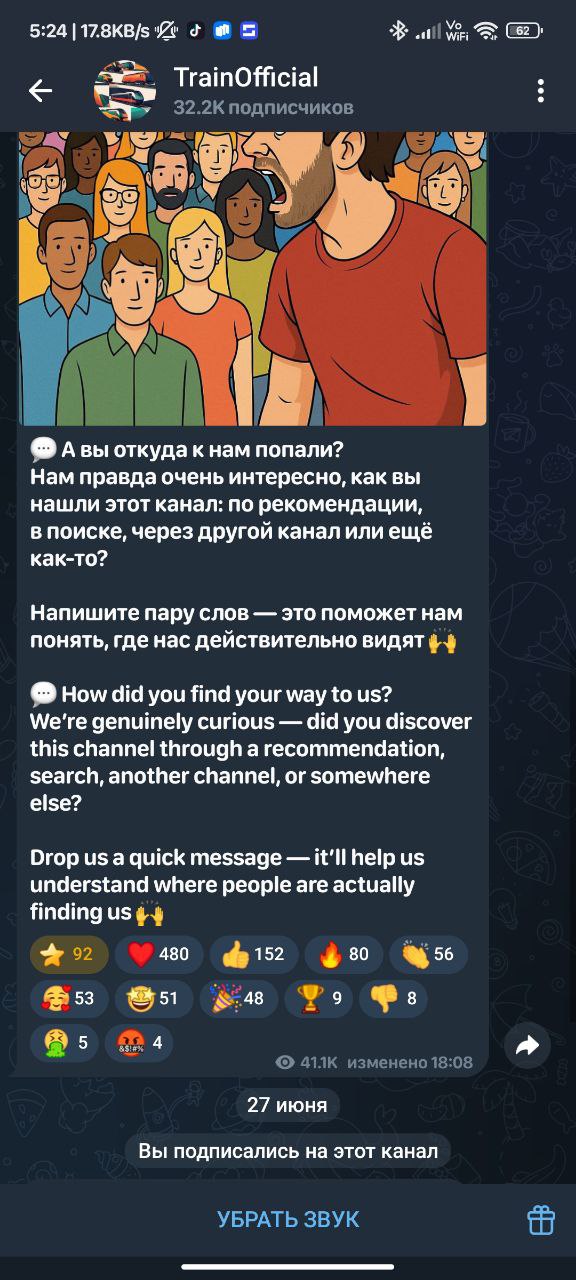 5:24 | 17.8KB/s
Vo
WiFi
62
TrainOfficial
32.2K подписчиков
💬 А вы откуда к нам попали?
Нам правда очень интересно, как вы
нашли этот канал: по рекомендации,
в поиске, через другой канал или ещё
как-то?
Напишите пару слов — это поможет нам
понять, где нас действительно видят 🙌
💬 How did you find your way to us?
We’re genuinely curious — did you discover
this channel through a recommendation,
search, another channel, or somewhere
else?
Drop us a quick message — it’ll help us
understand where people are actually
finding us 🙌
⭐ 92 ❤️ 480 👍 152 🔥 80 👏 56
🥰 53 🤩 51 🎉 48 🏆 9 👎 8
🤮 5 🤬 4
41.1K изменено 18:08
27 июня
Вы подписались на этот канал
УБРАТЬ ЗВУК